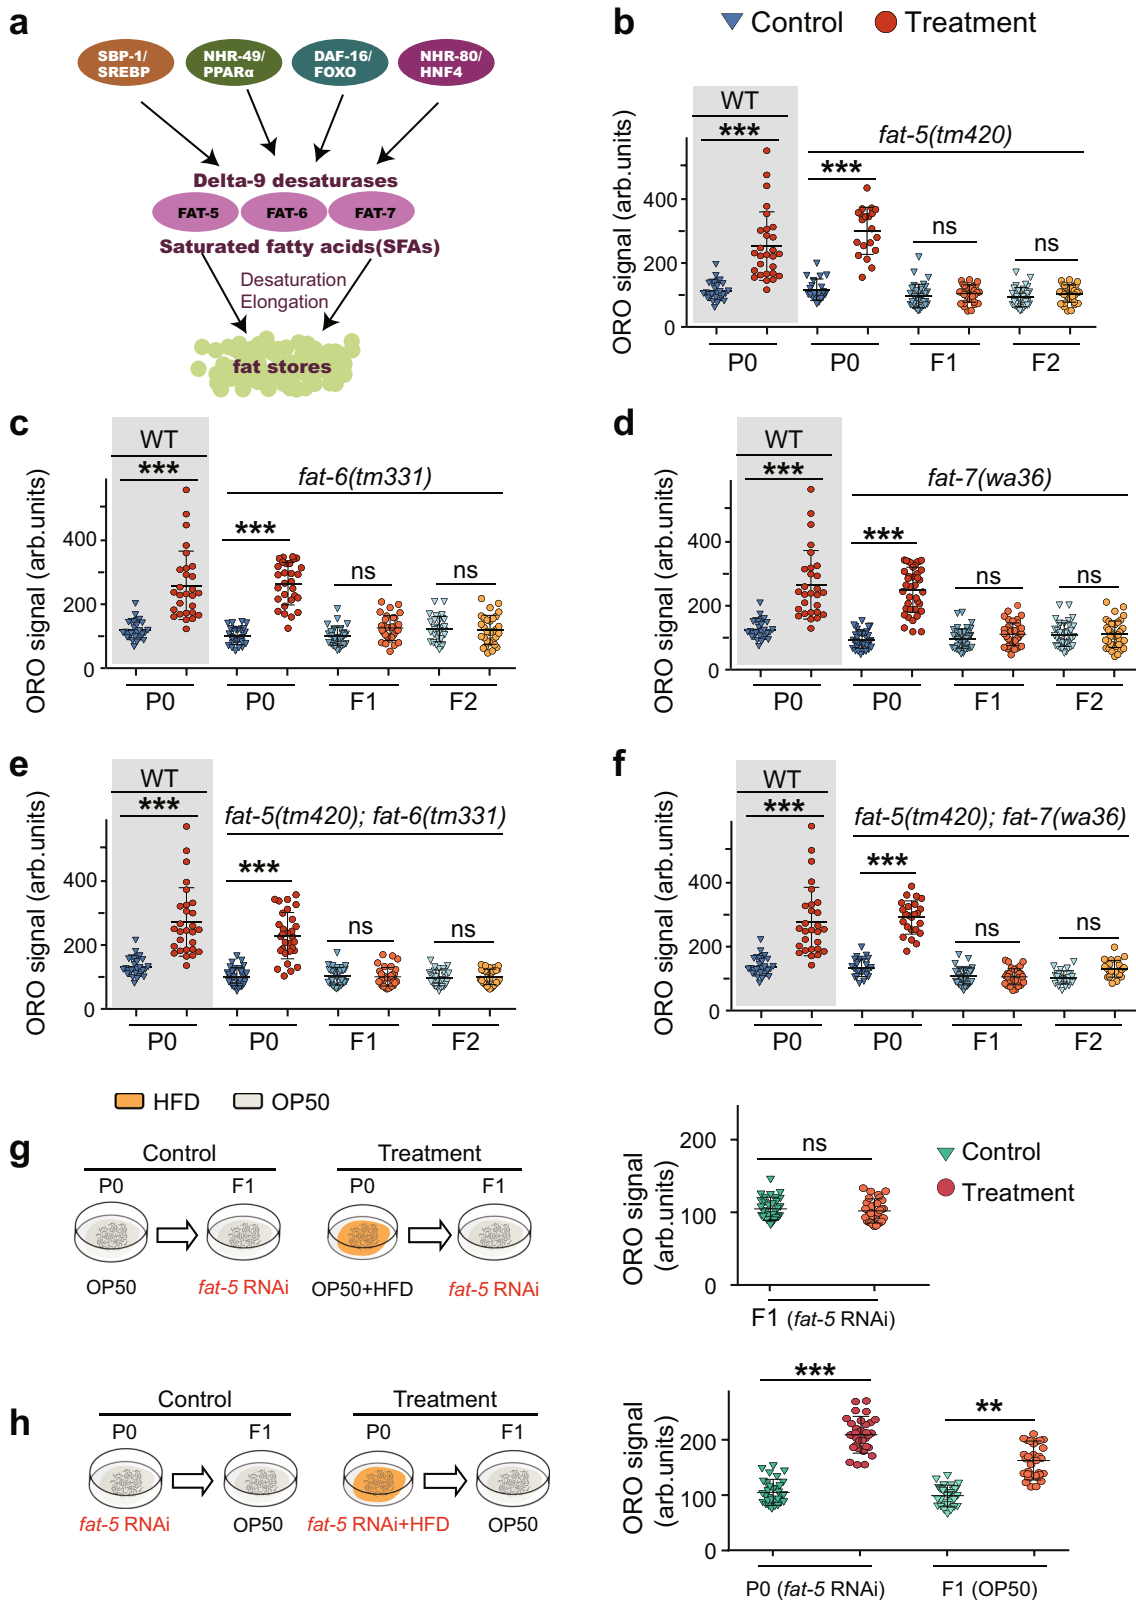 a
SBP-1/
SREBP
NHR-49/
PPARα
DAF-16/
FOXO
NHR-80/
HNF4
Delta-9 desaturases
FAT-5
FAT-6
FAT-7
Saturated fatty acids(SFAs)
Desaturation
Elongation
fat stores
b
Control
Treatment
WT
***
fat-5(tm420)
***
ns
ns
ORO signal (arb.units)
400
200
0
P0
P0
F1
F2
c
WT
***
fat-6(tm331)
***
ns
ns
ORO signal (arb.units)
400
200
0
P0
P0
F1
F2
d
WT
***
fat-7(wa36)
***
ns
ns
ORO signal (arb.units)
400
200
0
P0
P0
F1
F2
e
WT
***
fat-5(tm420); fat-6(tm331)
***
ns
ns
ORO signal (arb.units)
400
200
0
P0
P0
F1
F2
f
WT
***
fat-5(tm420); fat-7(wa36)
***
ns
ns
ORO signal (arb.units)
400
200
0
P0
P0
F1
F2
HFD
OP50
g
Control
Treatment
P0
F1
P0
F1
OP50
fat-5 RNAi
OP50+HFD
fat-5 RNAi
ORO signal
(arb.units)
200
100
0
ns
Control
Treatment
F1 (fat-5 RNAi)
h
Control
Treatment
P0
F1
P0
F1
fat-5 RNAi
OP50
fat-5 RNAi+HFD
OP50
ORO signal
(arb.units)
200
100
0
***
**
P0 (fat-5 RNAi)
F1 (OP50)